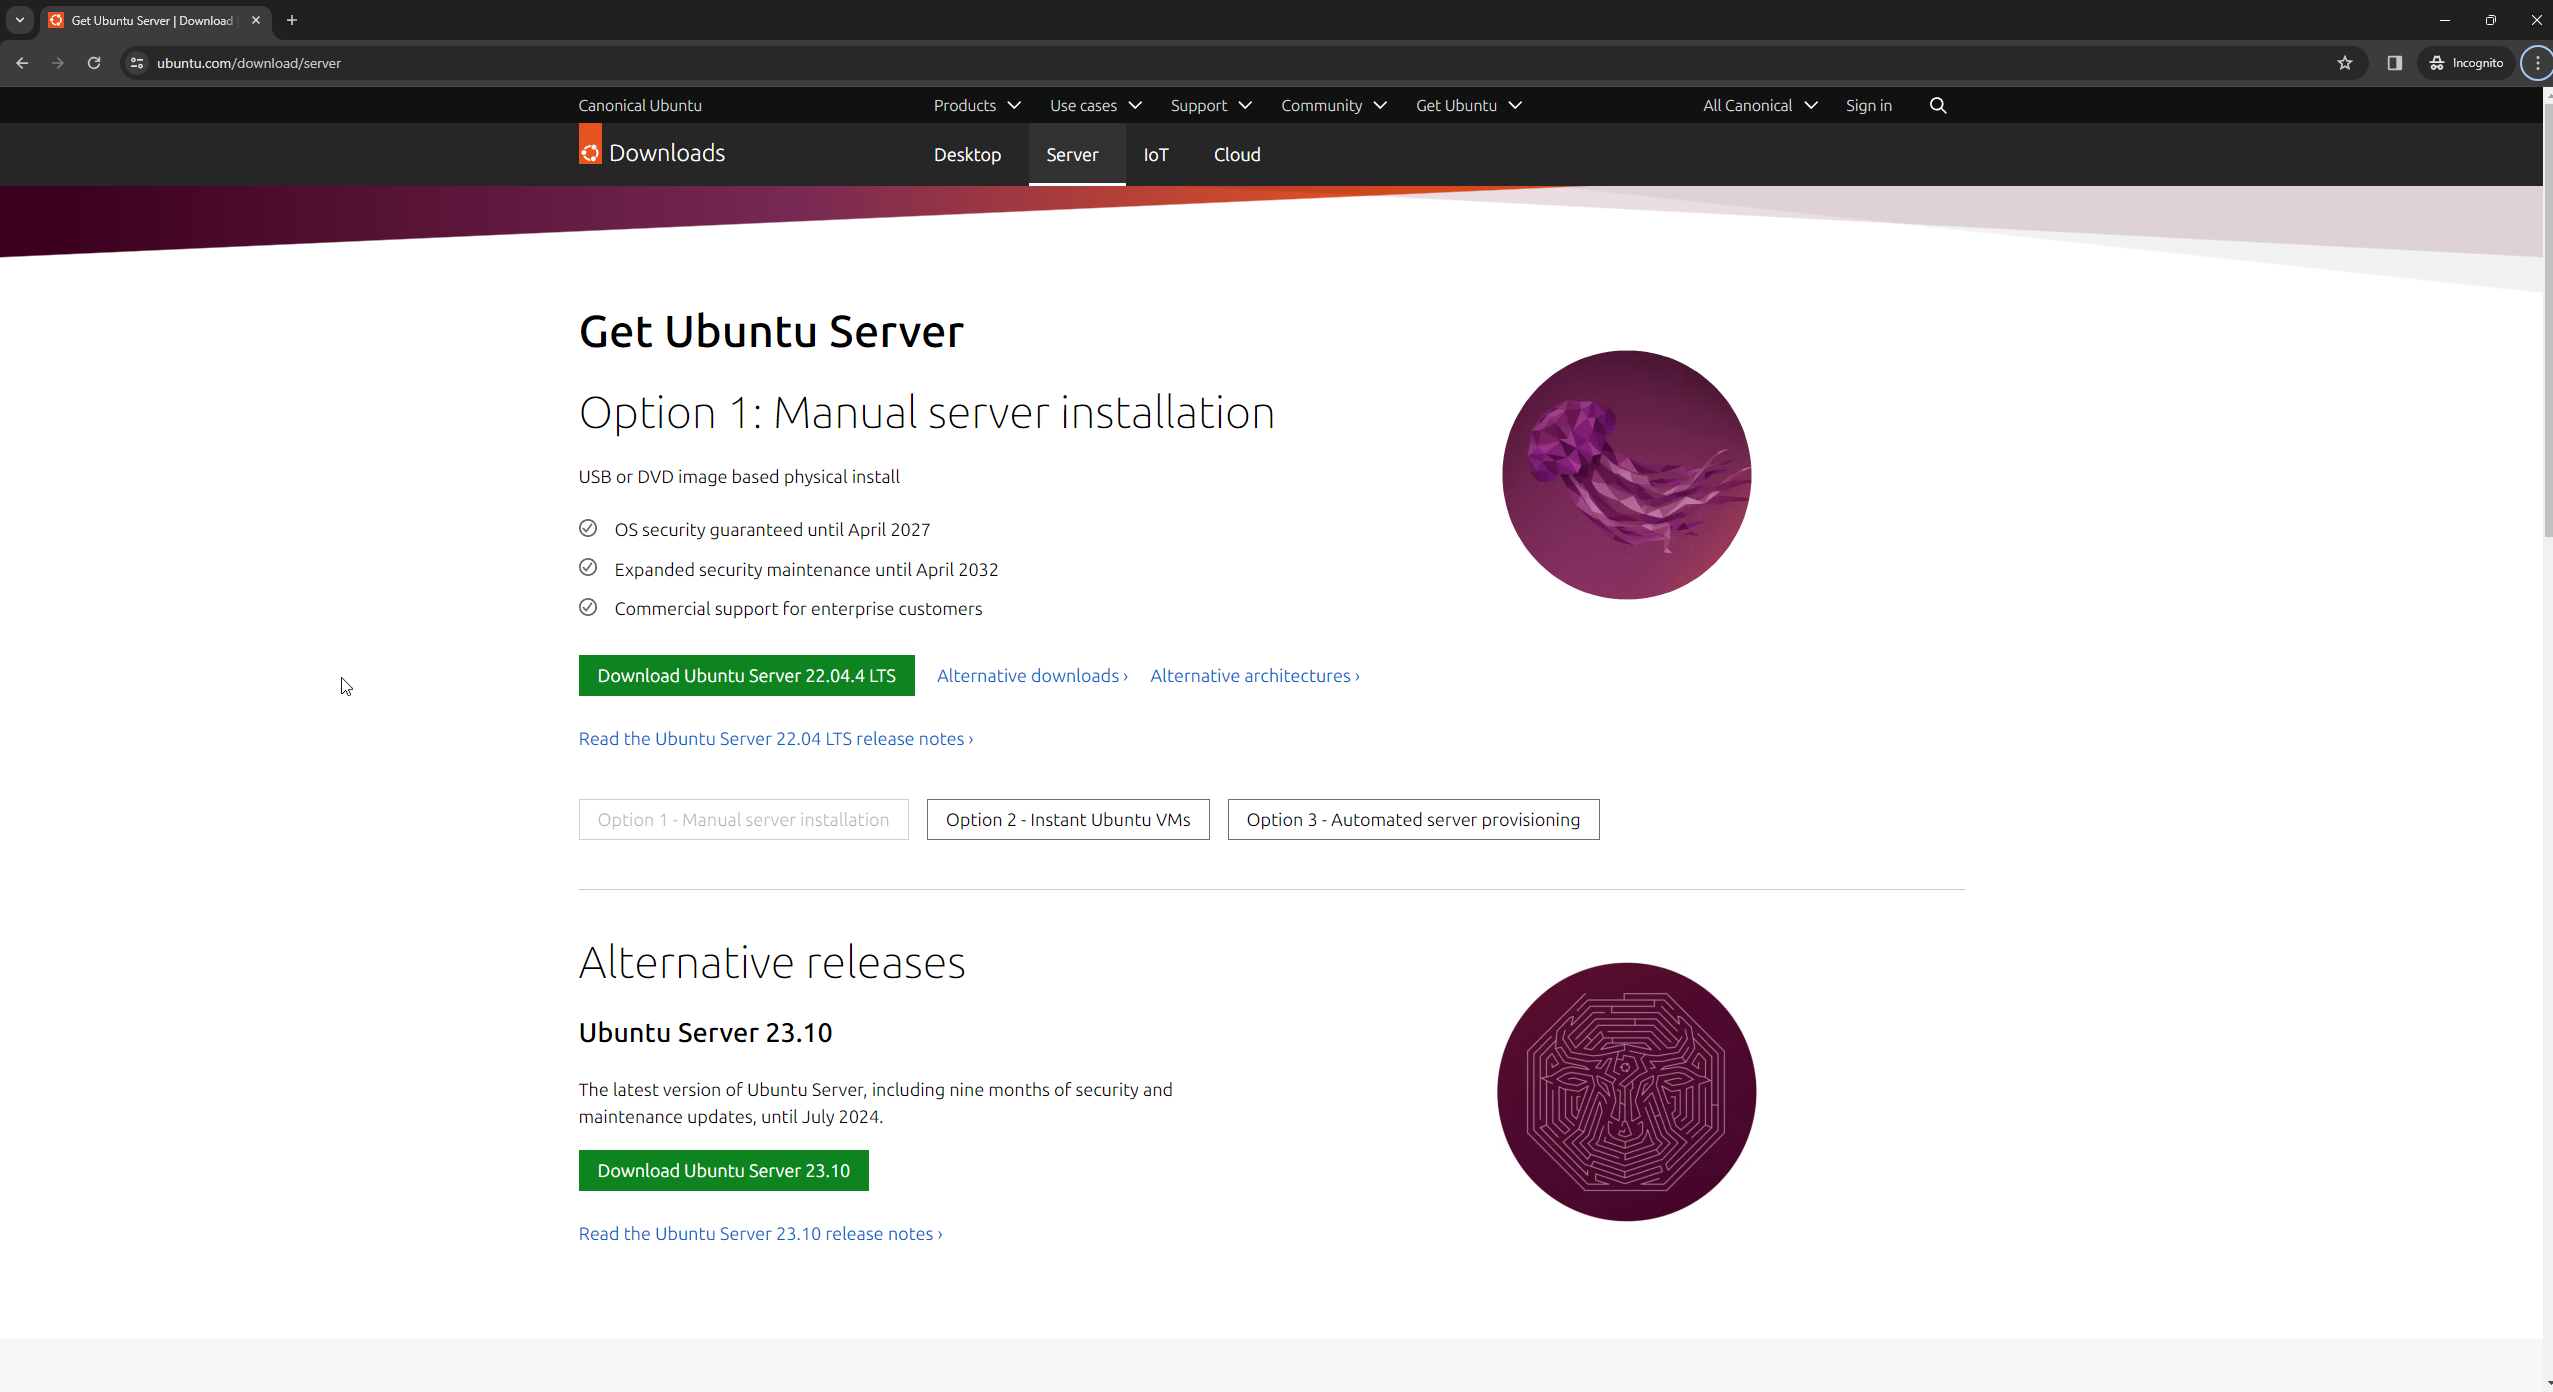 Get Ubuntu Server | Download |
ubuntu.com/download/server
Incognito
Canonical Ubuntu
Products
Use cases
Support
Community
Get Ubuntu
All Canonical
Sign in
Downloads
Desktop
Server
IoT
Cloud
Get Ubuntu Server
Option 1: Manual server installation
USB or DVD image based physical install
OS security guaranteed until April 2027
Expanded security maintenance until April 2032
Commercial support for enterprise customers
Download Ubuntu Server 22.04.4 LTS
Alternative downloads ›
Alternative architectures ›
Read the Ubuntu Server 22.04 LTS release notes ›
Option 1 - Manual server installation
Option 2 - Instant Ubuntu VMs
Option 3 - Automated server provisioning
Alternative releases
Ubuntu Server 23.10
The latest version of Ubuntu Server, including nine months of security and
maintenance updates, until July 2024.
Download Ubuntu Server 23.10
Read the Ubuntu Server 23.10 release notes ›